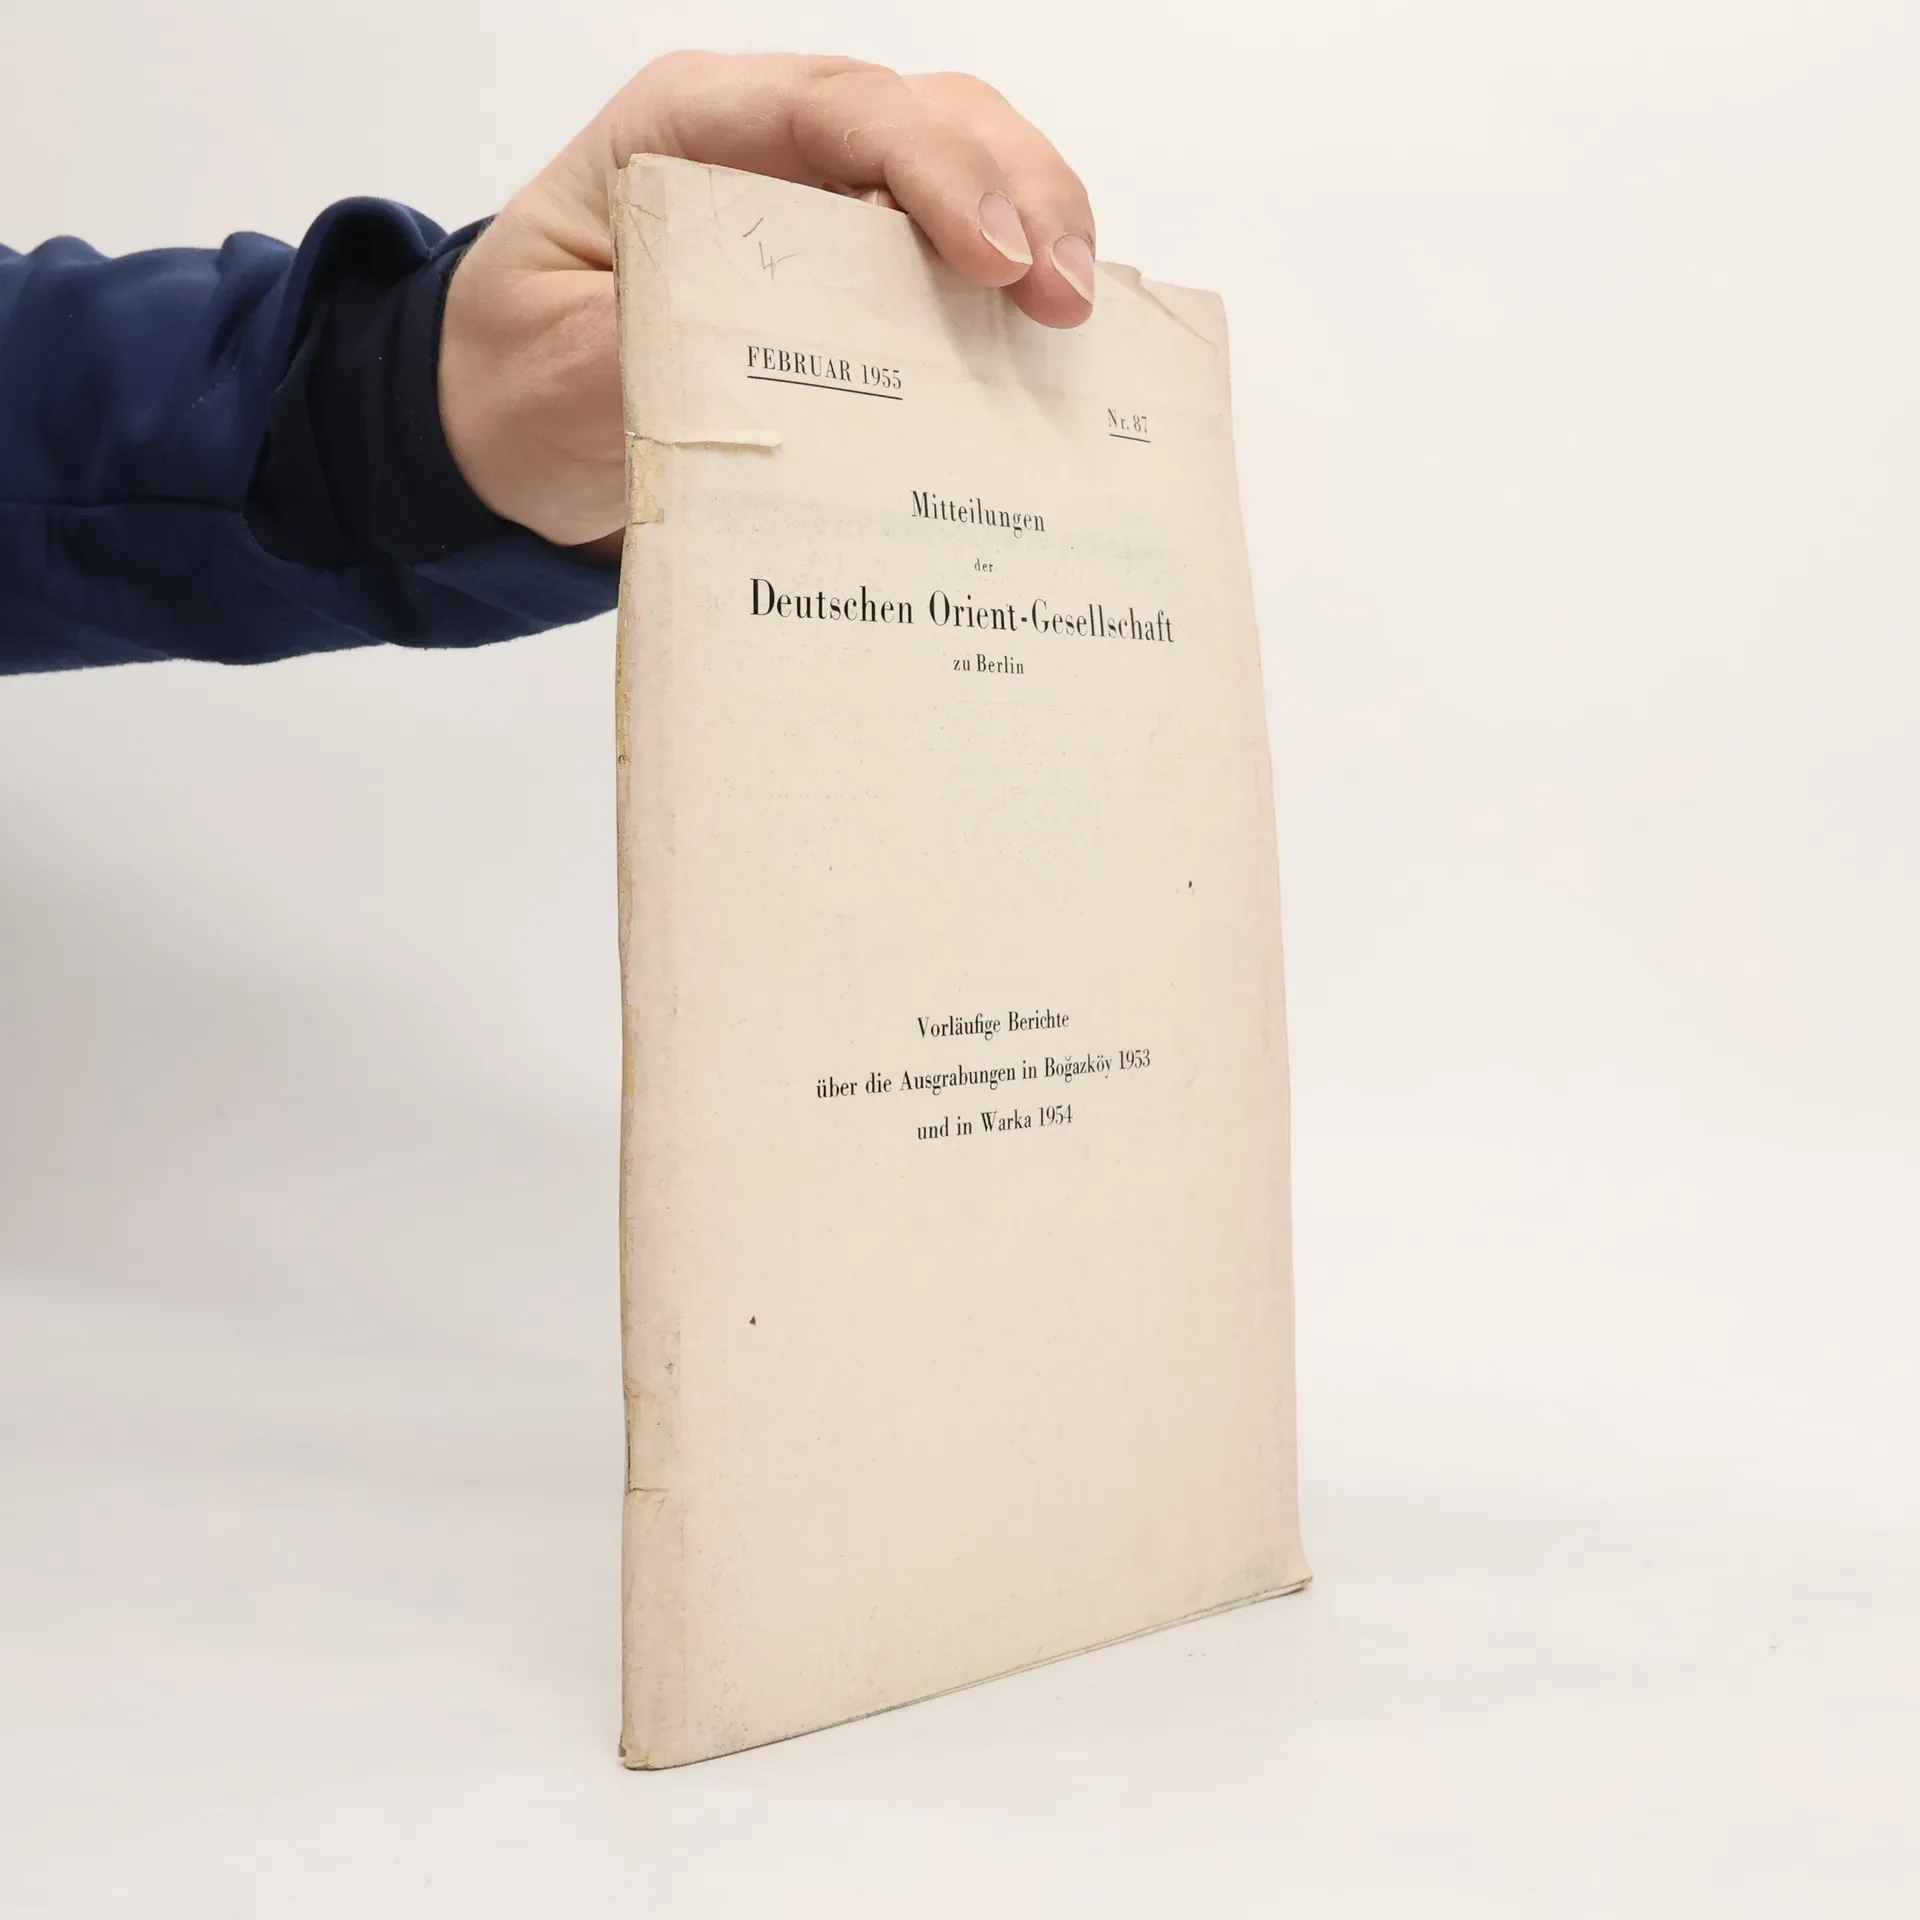 FEBRUAR 1955
Nr. 87
Mitteilungen
der
Deutschen Orient-Gesellschaft
zu Berlin
Vorläufige Berichte
über die Ausgrabungen in Boğazköy 1953
und in Warka 1954